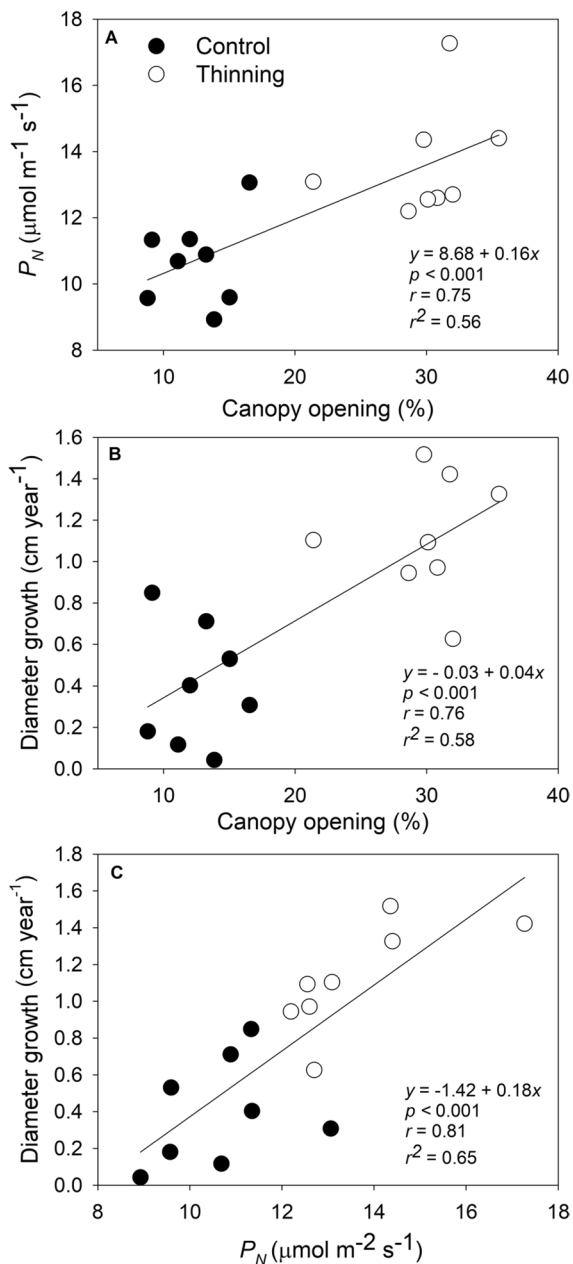 A
Control
Thinning
18
16
14
12
10
8
P_N (μmol m⁻¹ s⁻¹)
y = 8.68 + 0.16x
p < 0.001
r = 0.75
r² = 0.56
10 20 30 40
Canopy opening (%)
B
1.6
1.4
1.2
1.0
0.8
0.6
0.4
0.2
0.0
Diameter growth (cm year⁻¹)
y = - 0.03 + 0.04x
p < 0.001
r = 0.76
r² = 0.58
10 20 30 40
Canopy opening (%)
C
1.8
1.6
1.4
1.2
1.0
0.8
0.6
0.4
0.2
0.0
Diameter growth (cm year⁻¹)
y = -1.42 + 0.18x
p < 0.001
r = 0.81
r² = 0.65
8 10 12 14 16 18
P_N (μmol m⁻² s⁻¹)